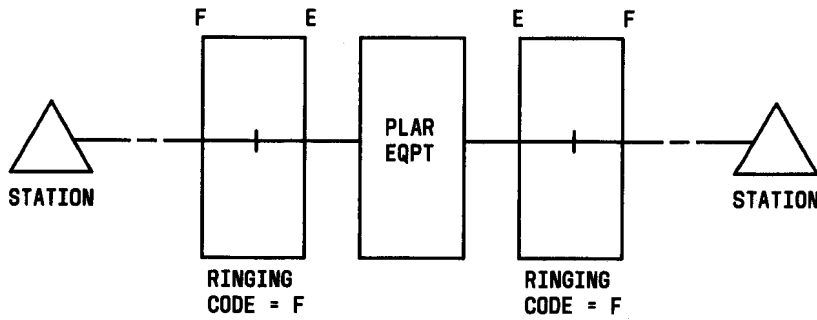 F E E F
PLAR
EQPT
STATION STATION
RINGING RINGING
CODE = F CODE = F